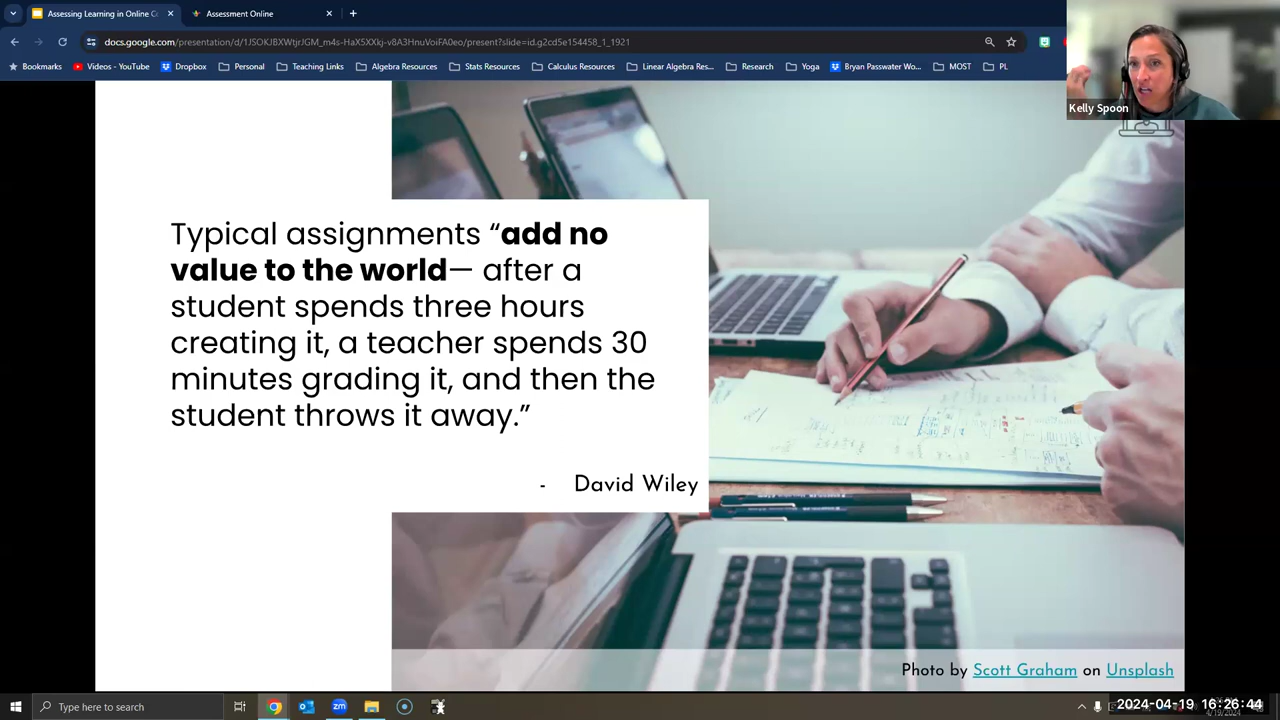 Assessing Learning in Online Co
Assessment Online
docs.google.com/presentation/d/1JSOKJBXWtjrJGM_m4s-HaX5XXkj-v8A3HnuVoiFA0eo/present?slide=id.g2cd5e154458_1_1921
Bookmarks
Videos - YouTube
Dropbox
Personal
Teaching Links
Algebra Resources
Stats Resources
Calculus Resources
Linear Algebra Res...
Research
Yoga
Bryan Passwater Wo...
MOST
PL
Kelly Spoon
Typical assignments “add no
value to the world— after a
student spends three hours
creating it, a teacher spends 30
minutes grading it, and then the
student throws it away.”
- David Wiley
Photo by Scott Graham on Unsplash
Type here to search
2024-04-19 16:26:44